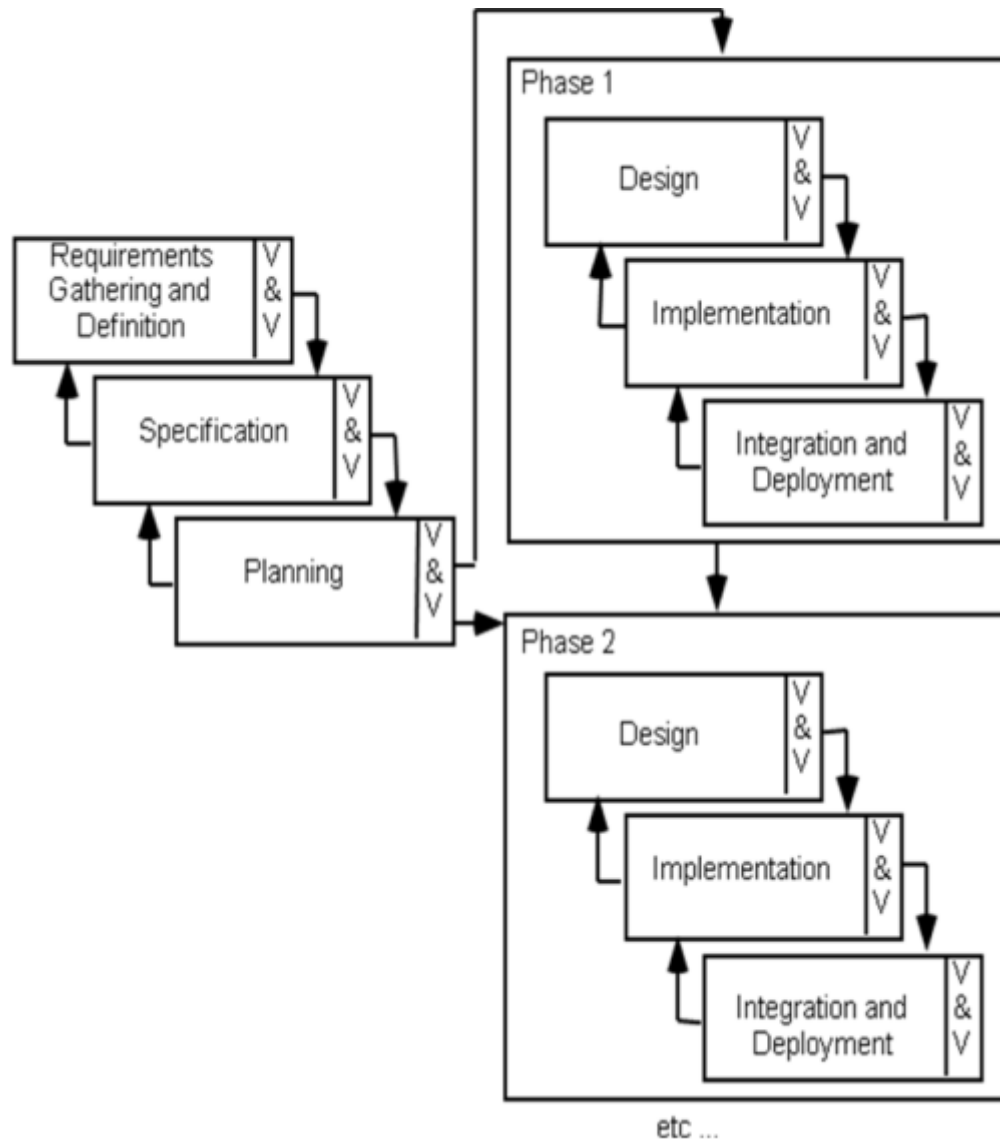 Requirements
Gathering and
Definition
V
&
V
Specification
V
&
V
Planning
V
&
V
Phase 1
Design
V
&
V
Implementation
V
&
V
Integration and
Deployment
V
&
V
Phase 2
Design
V
&
V
Implementation
V
&
V
Integration and
Deployment
V
&
V
etc ...